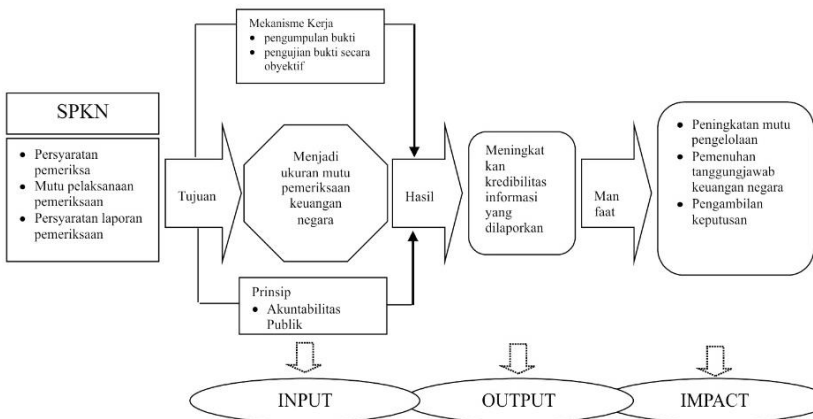 Mekanisme Kerja
• pengumpulan bukti
• pengujian bukti secara
obyektif
SPKN
• Persyaratan
pemeriksa
• Mutu pelaksanaan
pemeriksaan
• Persyaratan laporan
pemeriksaan
Tujuan
Menjadi
ukuran mutu
pemeriksaan
keuangan
negara
Hasil
Meningkat
kan
kredibilitas
informasi
yang
dilaporkan
Man
faat
• Peningkatan mutu
pengelolaan
• Pemenuhan
tanggungjawab
keuangan negara
• Pengambilan
keputusan
Prinsip
• Akuntabilitas
Publik
INPUT
OUTPUT
IMPACT